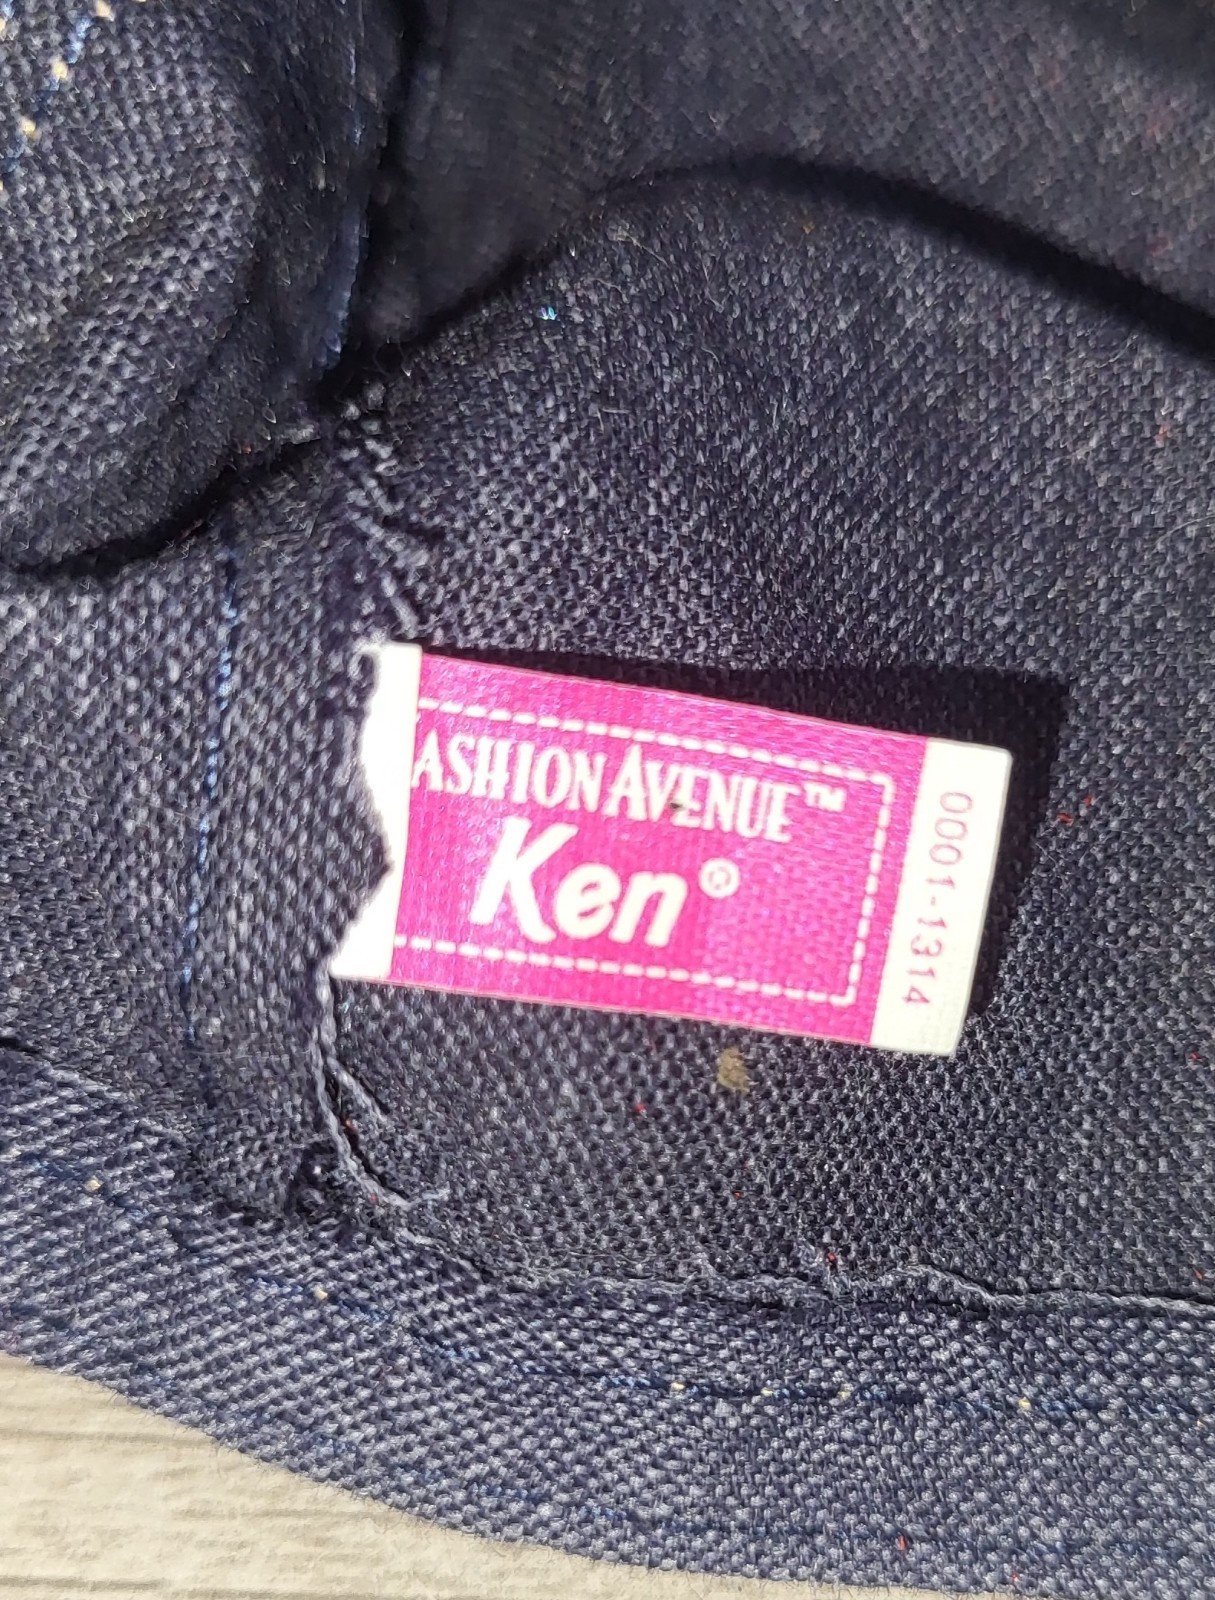 ASHION AVENUE™
Ken®
0001-1314